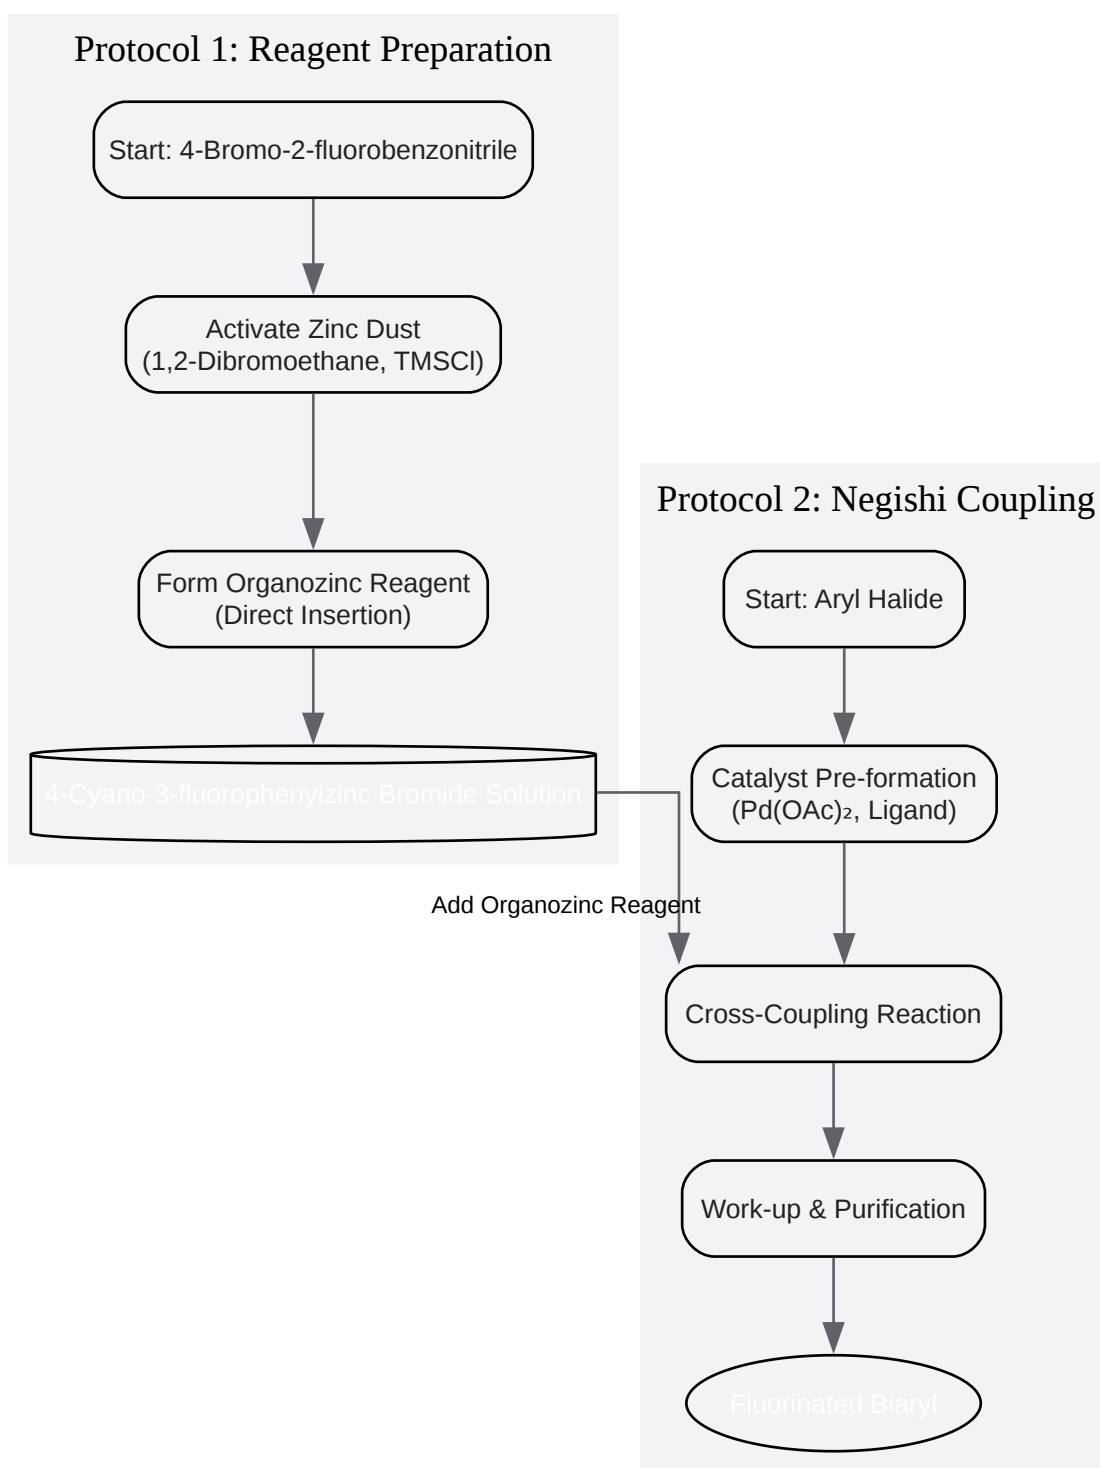 Protocol 1: Reagent Preparation
Start: 4-Bromo-2-fluorobenzonitrile
Activate Zinc Dust
(1,2-Dibromoethane, TMSCl)
Form Organozinc Reagent
(Direct Insertion)
4-Cyano-3-fluorophenylzinc Bromide Solution
Add Organozinc Reagent
Protocol 2: Negishi Coupling
Start: Aryl Halide
Catalyst Pre-formation
(Pd(OAc)₂, Ligand)
Cross-Coupling Reaction
Work-up & Purification
Fluorinated Biaryl